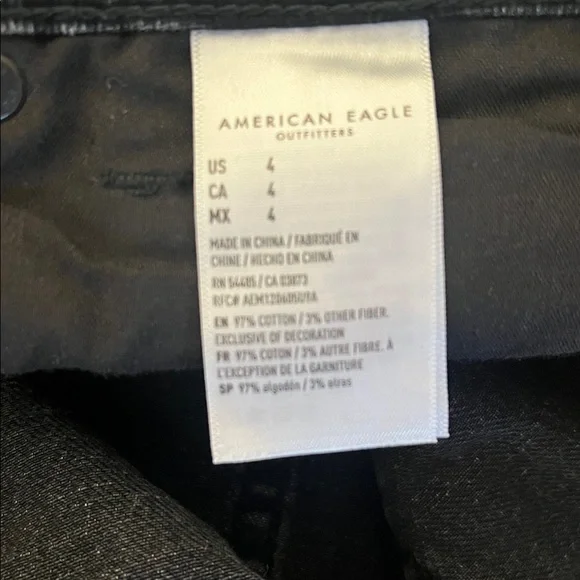 AMERICAN EAGLE
OUTFITTERS
US 4
CA 4
MX 4
MADE IN CHINA / FABRIQUÉ EN
CHINE / HECHO EN CHINA
RN 54485 / CA 03073
RFC#
EN 97% COTTON / 3% OTHER FIBER,
EXCLUSIVE OF DECORATION
FR 97% COTON / 3% AUTRE FIBRE. À
L'EXCEPTION DE LA GARNITURE
SP 97% algodón / 3% otras